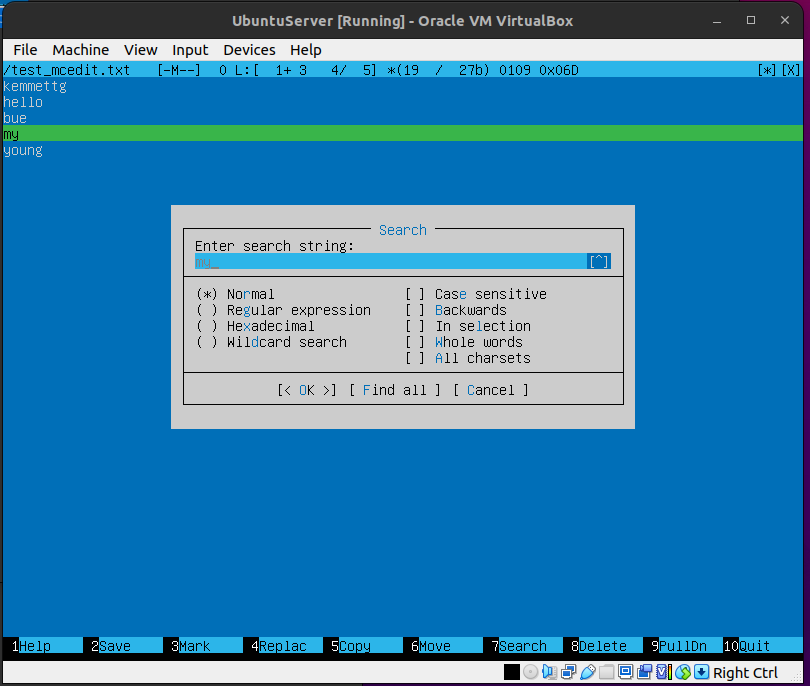 UbuntuServer [Running] - Oracle VM VirtualBox
File Machine View Input Devices Help
/test_mcedit.txt [-M--] 0 L:[ 1+ 3 4/ 5] *(19 / 27b) 0109 0x06D [*][X]
kemmettg
hello
bue
my
young
Search
Enter search string:
my [^]
(*) Normal [ ] Case sensitive
( ) Regular expression [ ] Backwards
( ) Hexadecimal [ ] In selection
( ) Wildcard search [ ] Whole words
[ ] All charsets
[< OK >] [ Find all ] [ Cancel ]
1Help 2Save 3Mark 4Replac 5Copy 6Move 7Search 8Delete 9PullDn 10Quit
Right Ctrl